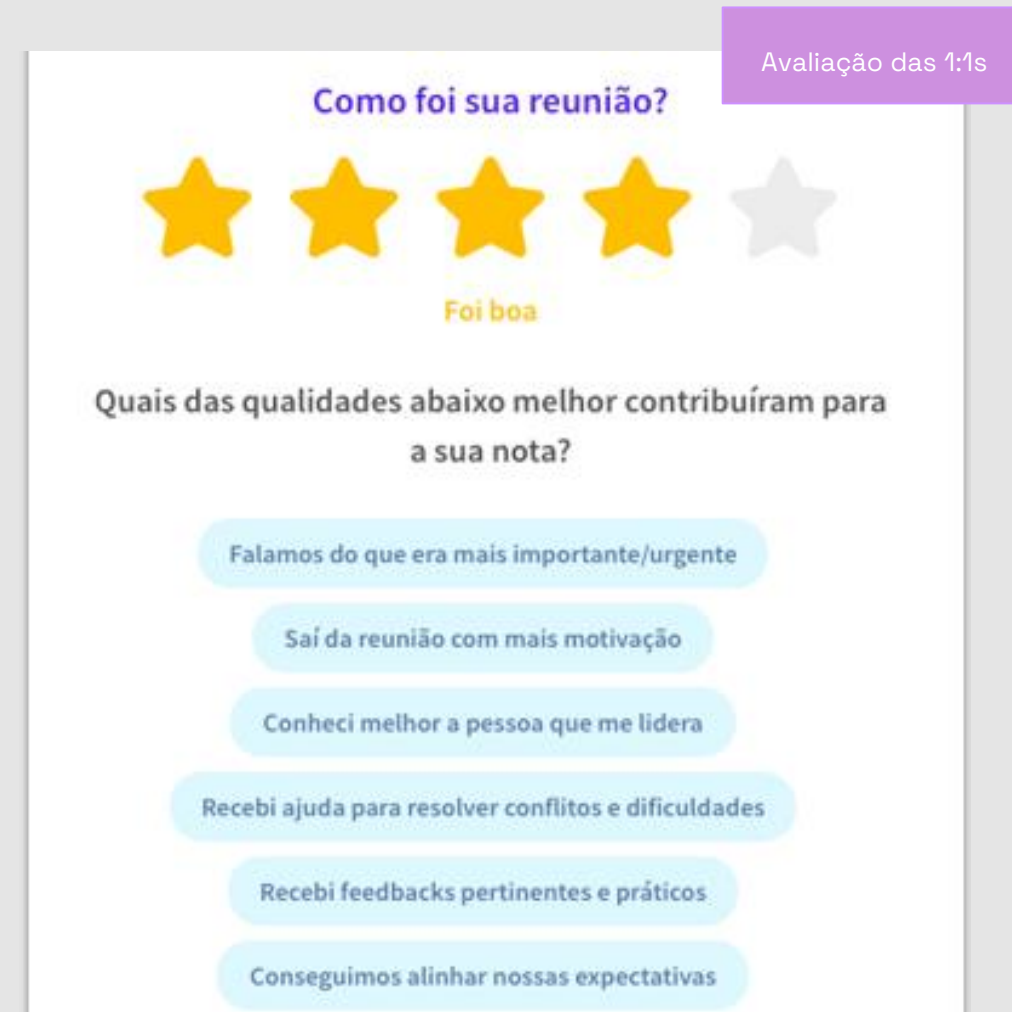 Avaliação das 1:1s
Como foi sua reunião?
Foi boa
Quais das qualidades abaixo melhor contribuíram para
a sua nota?
Falamos do que era mais importante/urgente
Saí da reunião com mais motivação
Conheci melhor a pessoa que me lidera
Recebi ajuda para resolver conflitos e dificuldades
Recebi feedbacks pertinentes e práticos
Conseguimos alinhar nossas expectativas